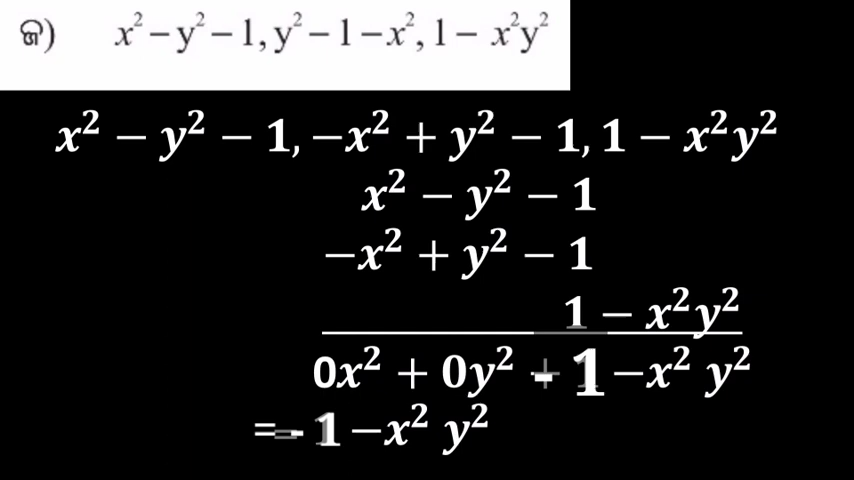 ଜ) x² – y² – 1, y² – 1 – x², 1 – x²y²
x² − y² − 1, −x² + y² − 1, 1 − x²y²
x² − y² − 1
−x² + y² − 1
1 − x²y²
0x² + 0y² - 1 −x² y²
= - 1 −x² y²